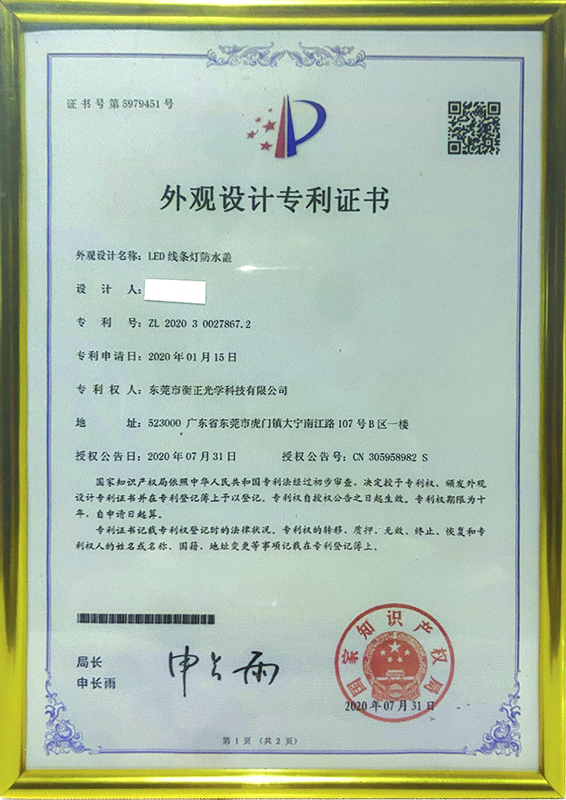 证书号第5979451号
外观设计专利证书
外观设计名称：LED 线条灯防水盖
设 计 人：
专 利 号：ZL 2020 3 0027867.2
专利申请日：2020年01月15日
专 利 权 人：东莞市衡正光学科技有限公司
地 址：523000 广东省东莞市虎门镇大宁南江路107号B区一楼
授权公告日：2020年07月31日 授权公告号：CN 305958982 S
国家知识产权局依照中华人民共和国专利法经过初步审查，决定授予专利权，颁发外观
设计专利证书并在专利登记簿上予以登记。专利权自授权公告之日起生效。专利权期限为十
年，自申请日起算。
专利证书记载专利权登记时的法律状况。专利权的转移、质押、无效、终止、恢复和专
利权人的姓名或名称、国籍、地址变更等事项记载在专利登记簿上。
局长
申长雨
申长雨
国家知识产权局
2020年07月31日
第1页（共2页）